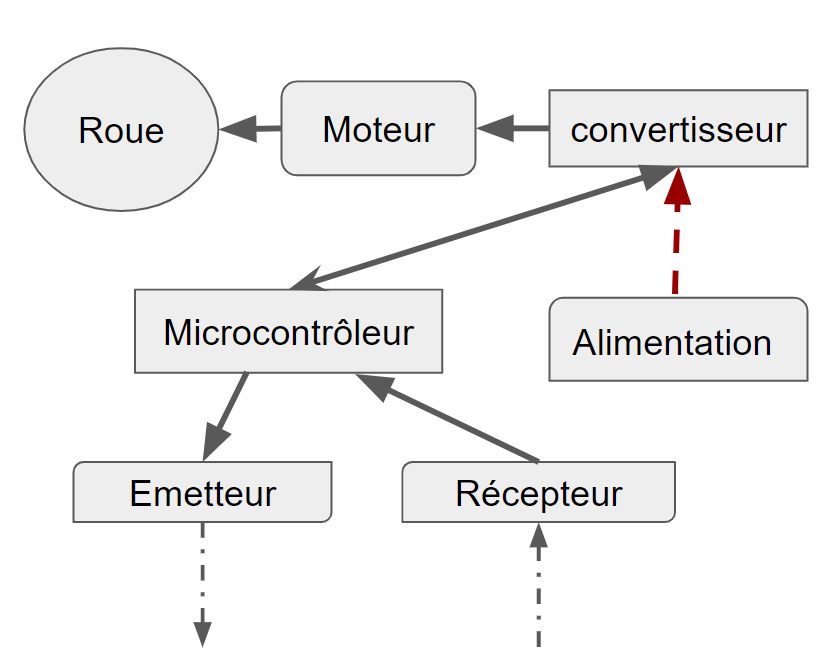 Roue
Moteur
convertisseur
Microcontrôleur
Alimentation
Emetteur
Récepteur